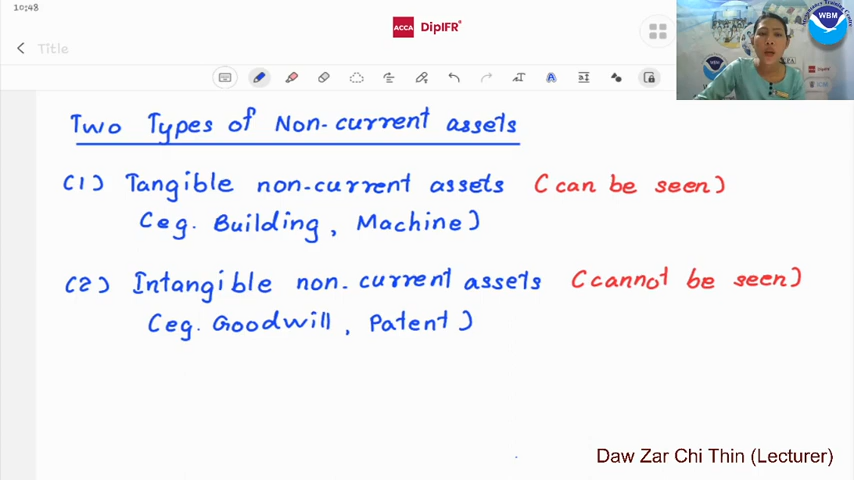 10:48
ACCA DipIFR
Title
Two Types of Non-current assets
(1) Tangible non-current assets (can be seen)
(eg. Building, Machine)
(2) Intangible non-current assets (cannot be seen)
(eg. Goodwill, Patent)
Daw Zar Chi Thin (Lecturer)
WBM
WBM
DipIFR